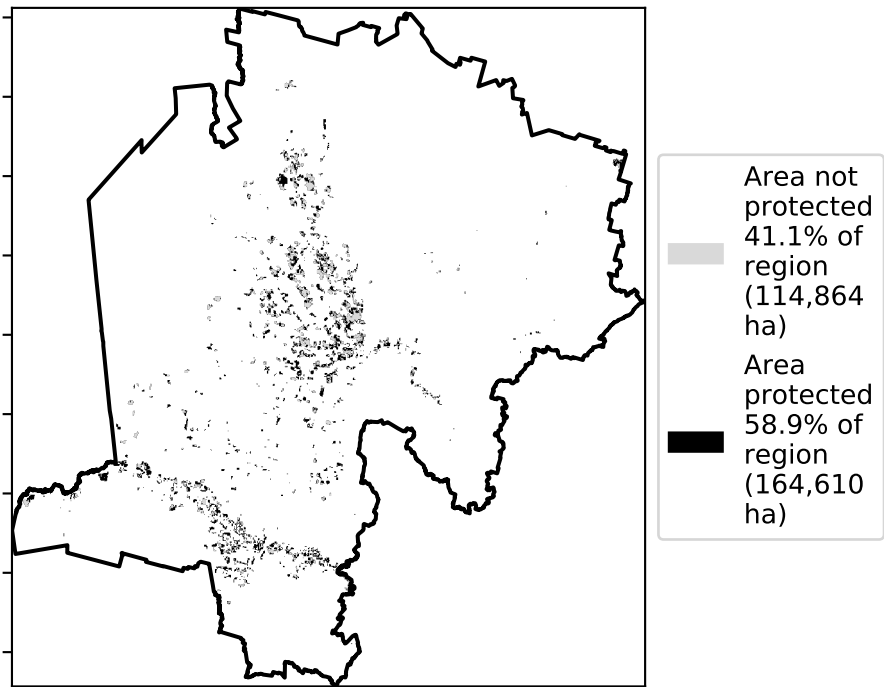 Area not
protected
41.1% of
region
(114,864
ha)
Area
protected
58.9% of
region
(164,610
ha)